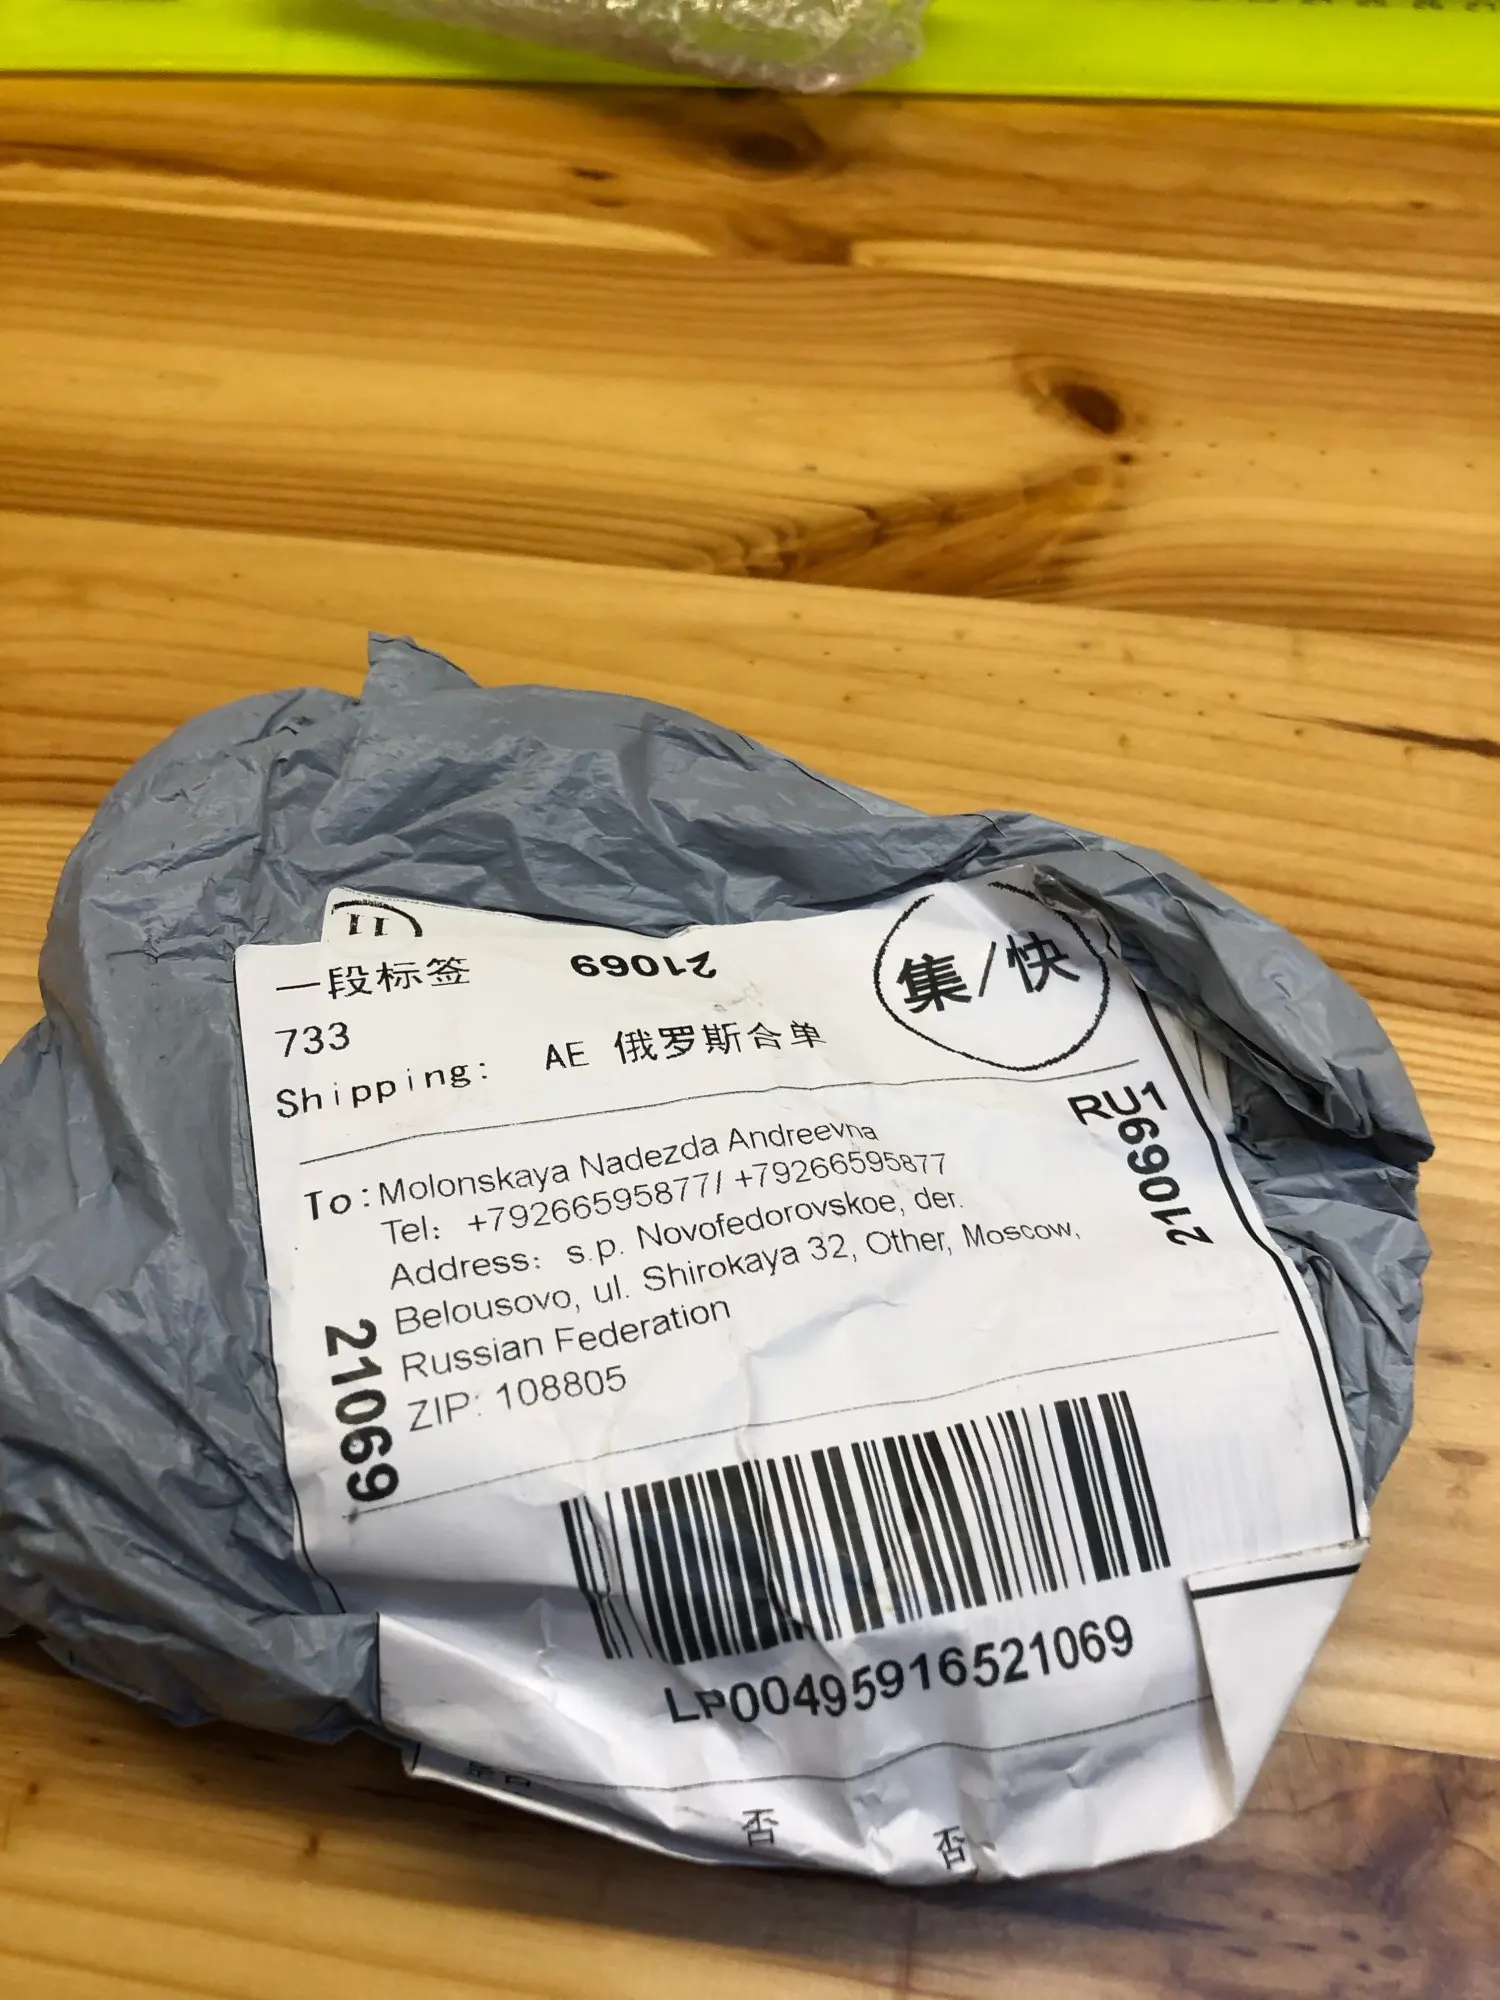 11
一段标签
21069
集/快
733
Shipping: AE 俄罗斯合单
RU1
To: Molonskaya Nadezda Andreevna
Tel: +79266595877/ +79266595877
Address: s.p. Novofedorovskoe, der.
Belousovo, ul. Shirokaya 32, Other, Moscow,
Russian Federation
ZIP: 108805
21069
21069
LP00495916521069
否
否